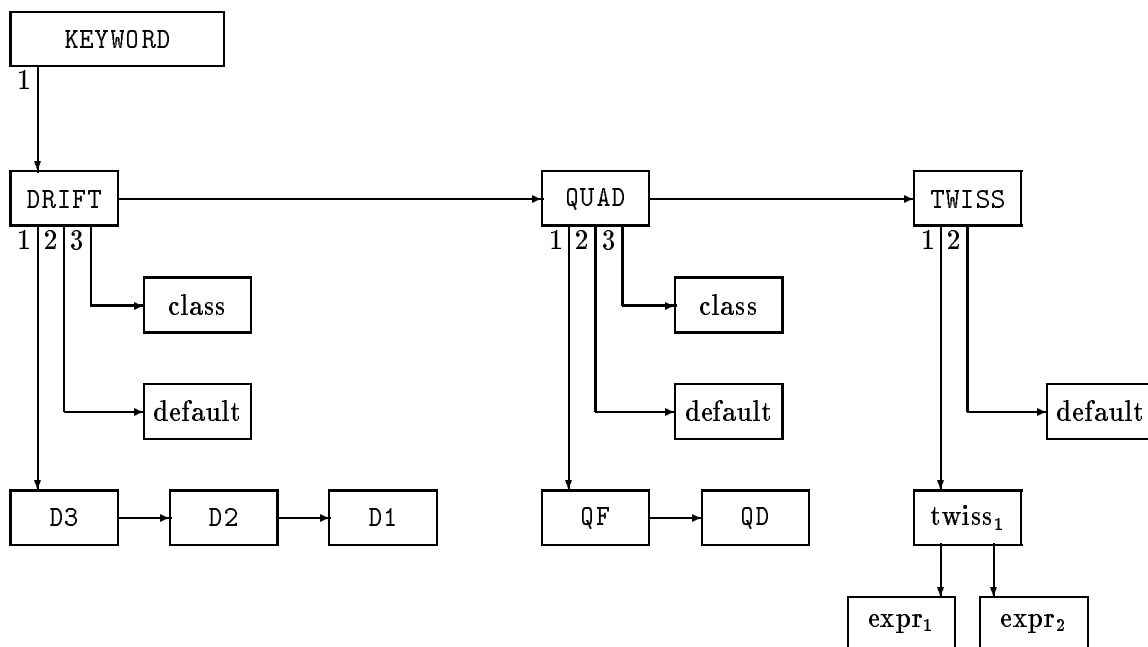 KEYWORD
1
DRIFT QUAD TWISS
1 2 3 1 2 3 1 2
class class
default default default
D3 D2 D1 QF QD twiss₁
expr₁ expr₂